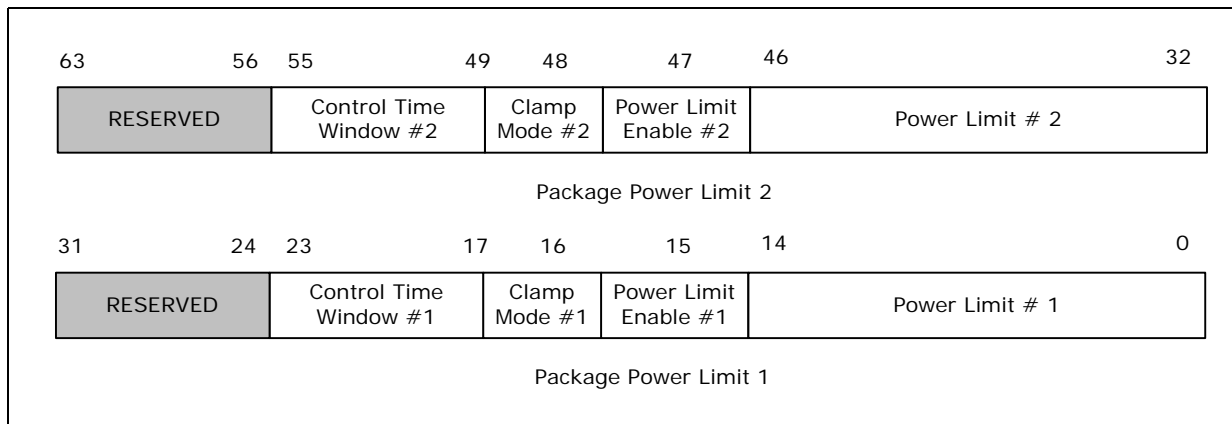 63 56 55 49 48 47 46 32
RESERVED
Control Time
Window #2
Clamp
Mode #2
Power Limit
Enable #2
Power Limit # 2
Package Power Limit 2
31 24 23 17 16 15 14 0
RESERVED
Control Time
Window #1
Clamp
Mode #1
Power Limit
Enable #1
Power Limit # 1
Package Power Limit 1